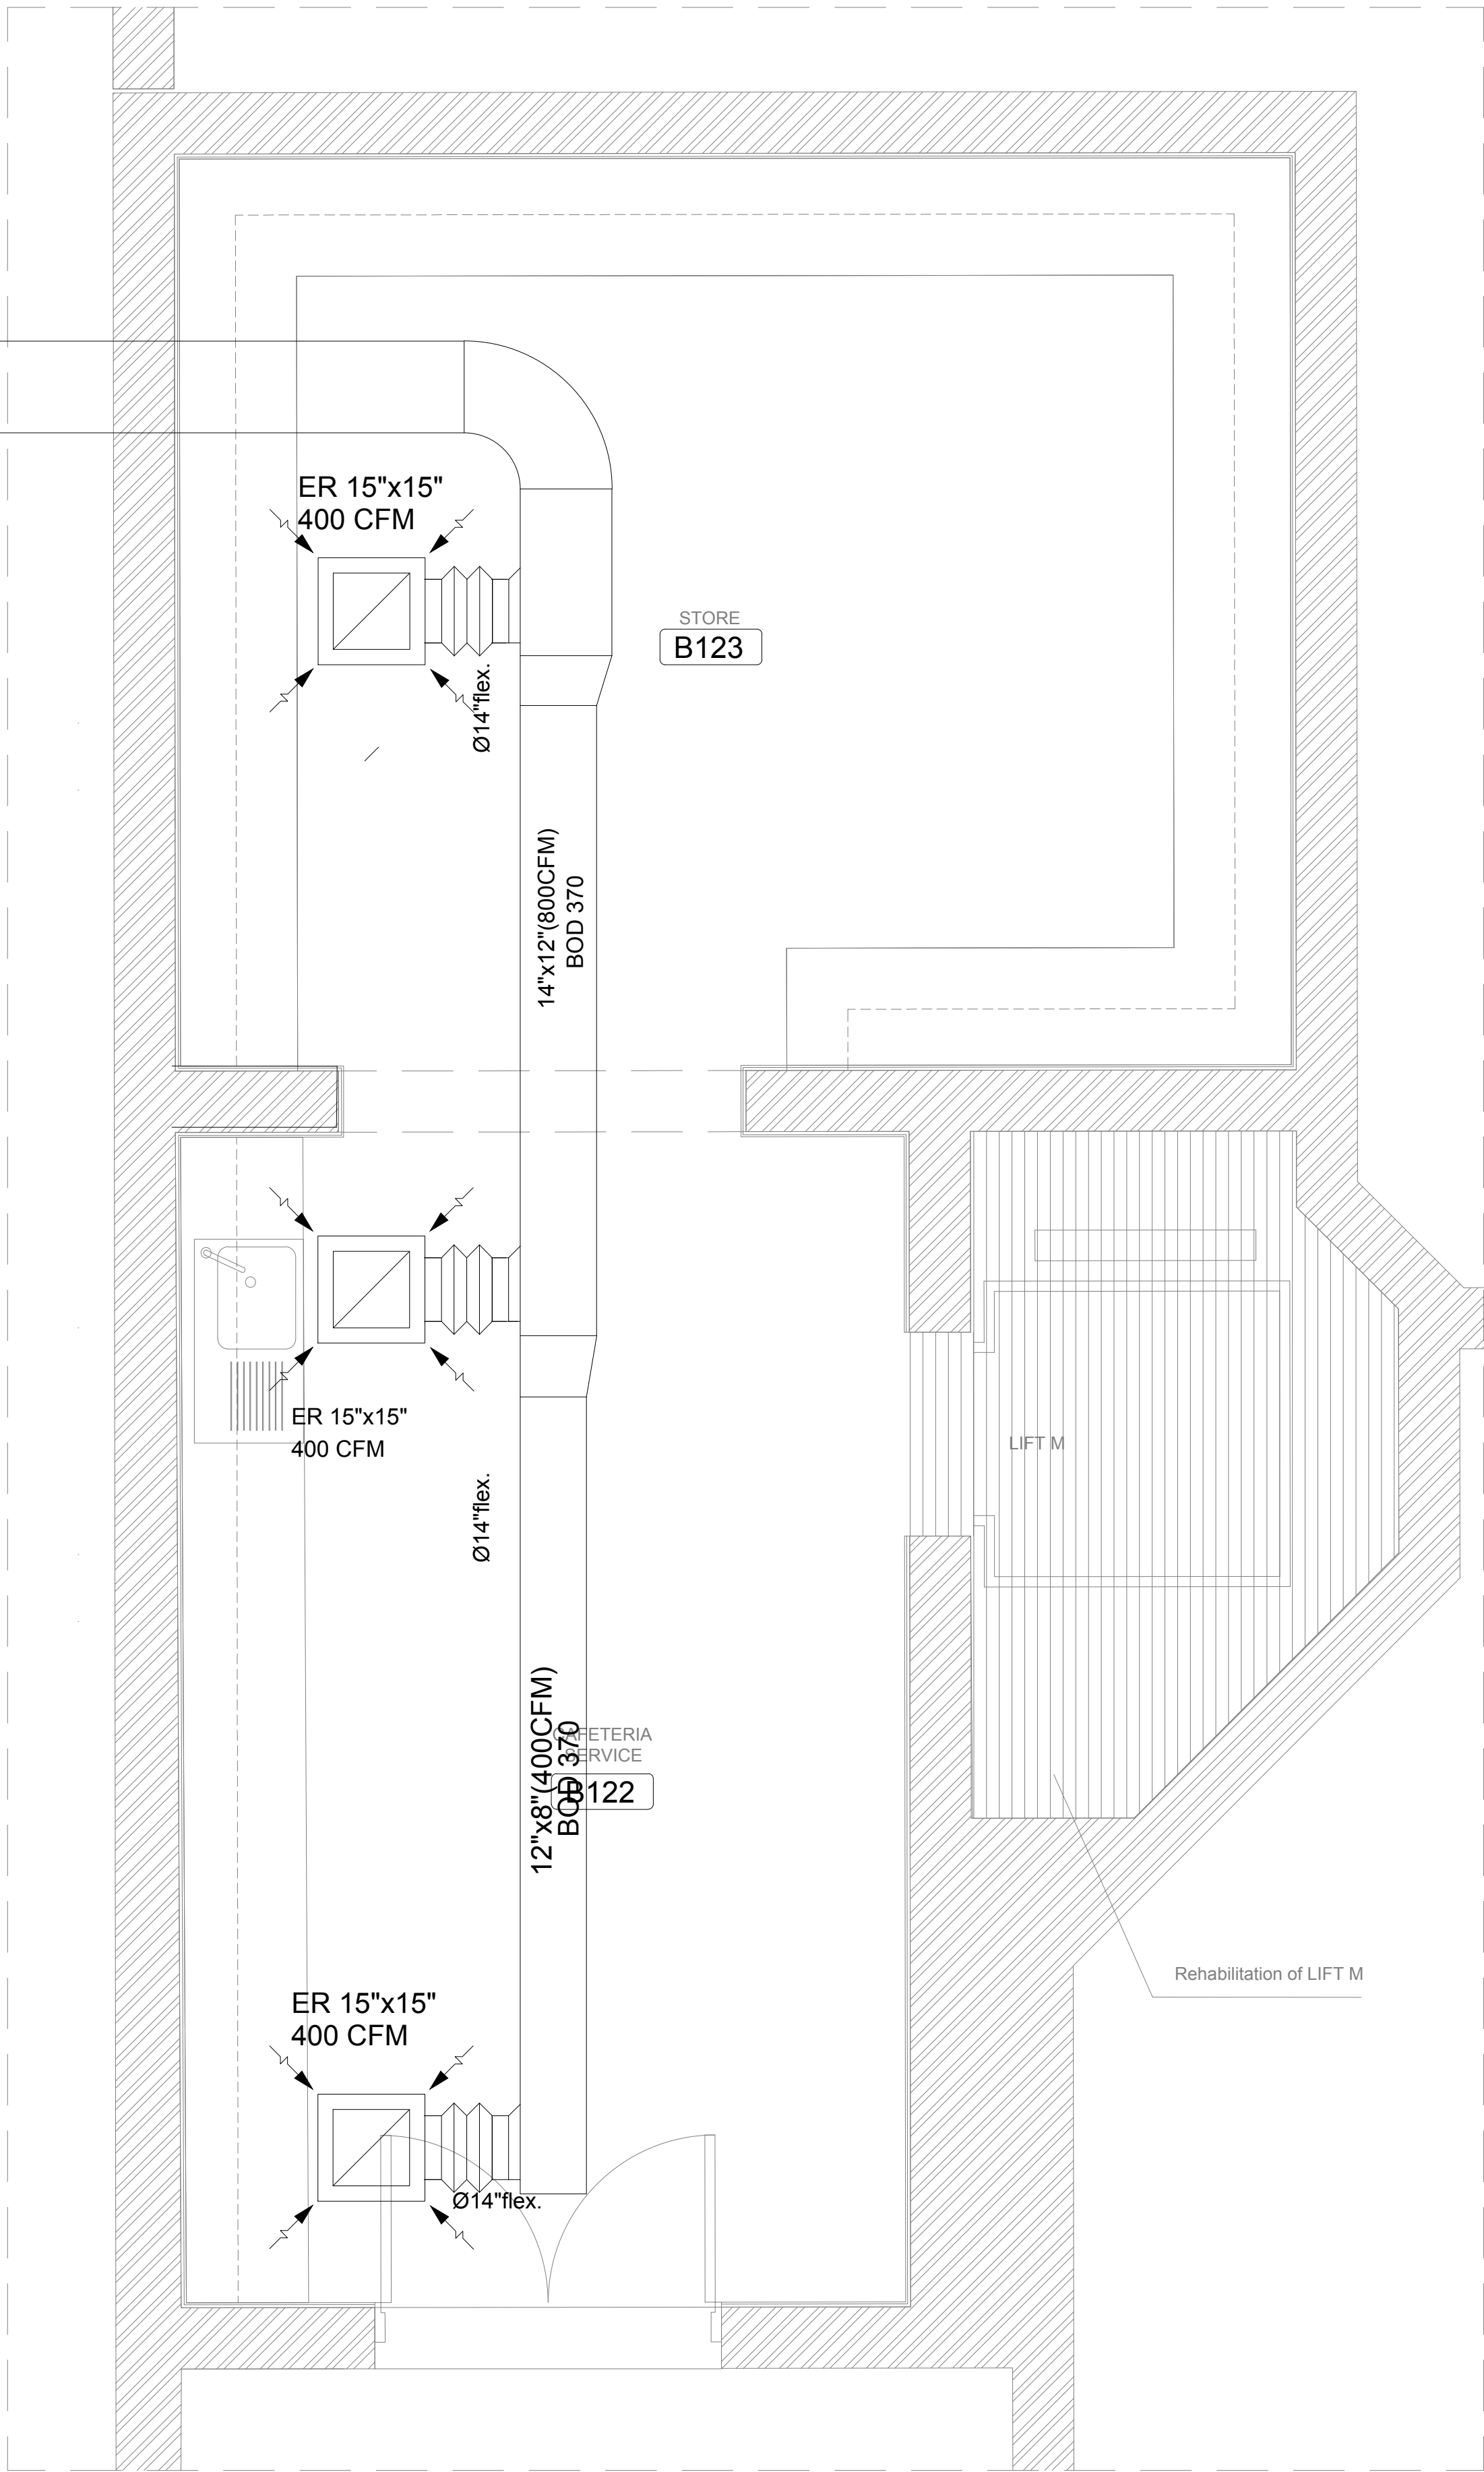 ER 15"x15"
400 CFM
STORE
B123
Ø14"flex.
14"x12"(800CFM)
BOD 370
ER 15"x15"
400 CFM
LIFT M
Ø14"flex.
12"x8"(400CFM)
BOD 370
CAFETERIA
SERVICE
B122
Rehabilitation of LIFT M
ER 15"x15"
400 CFM
Ø14"flex.